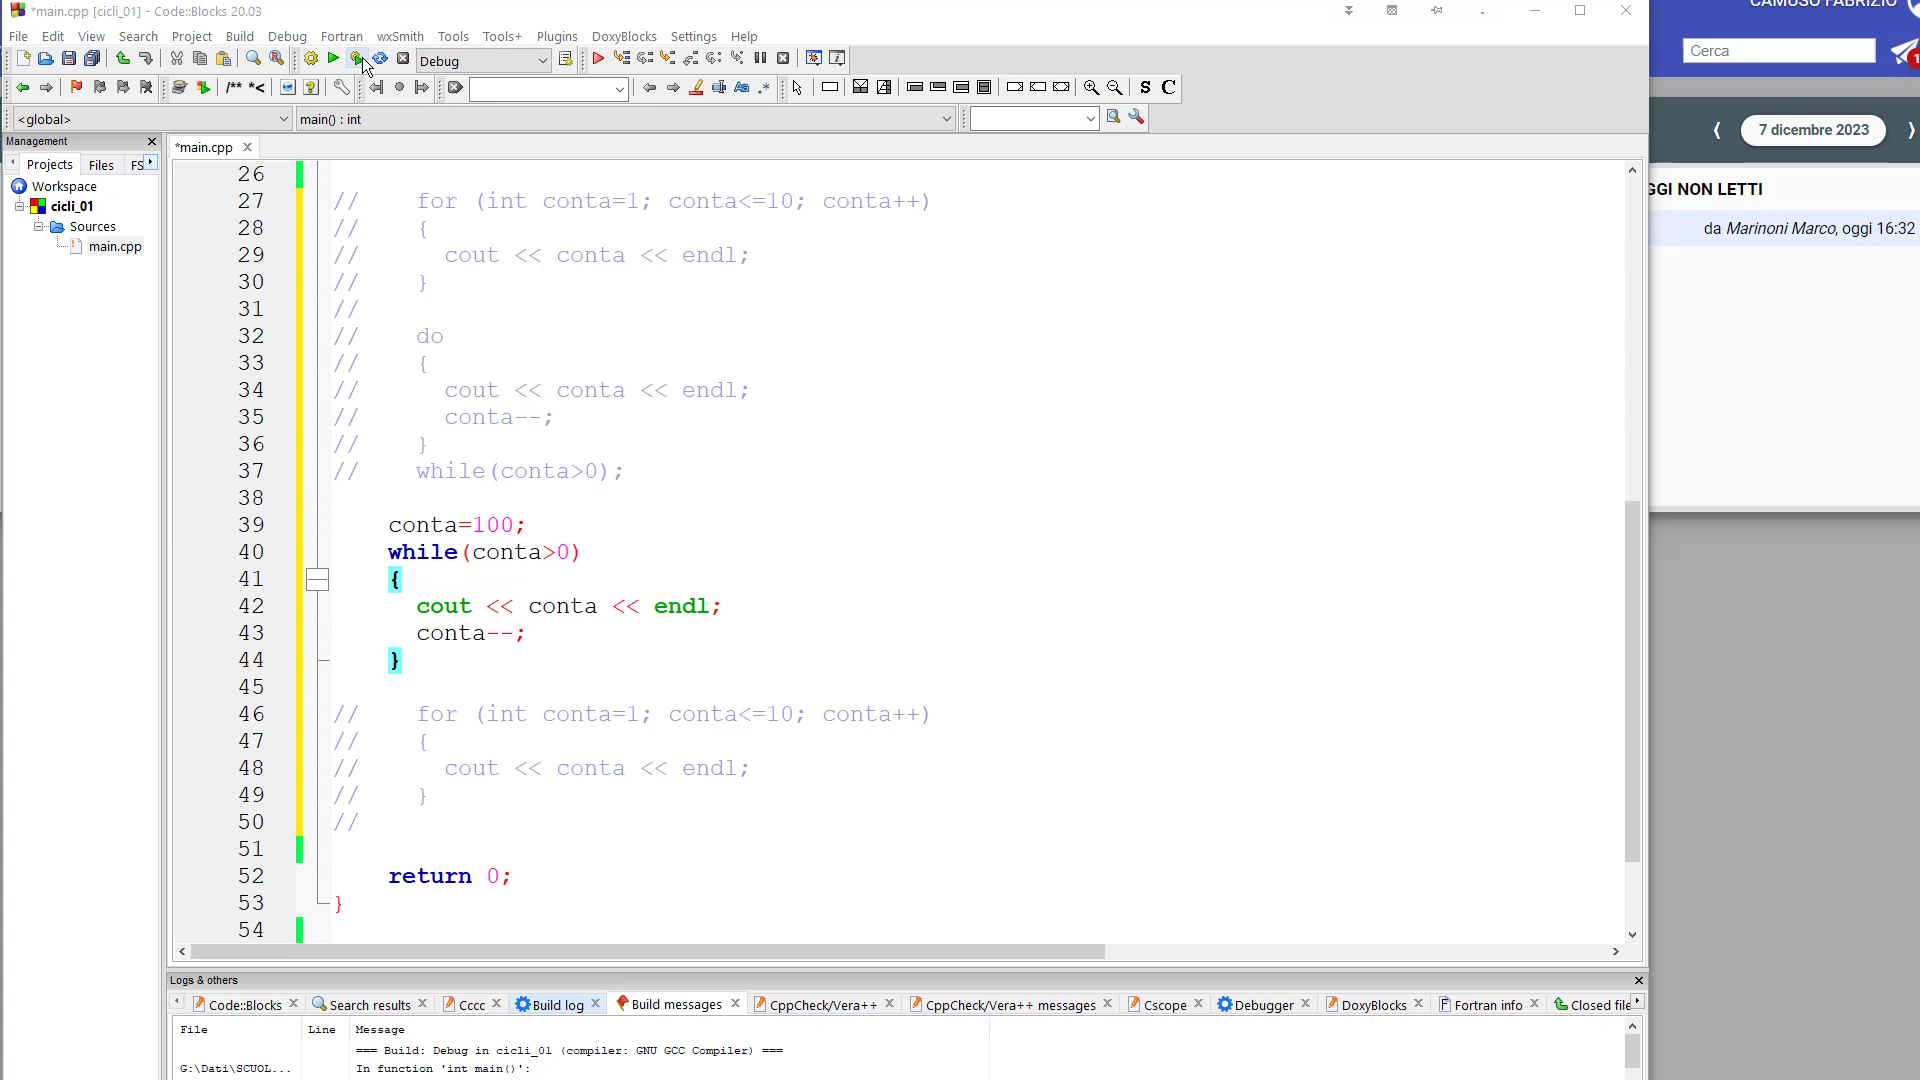 *main.cpp [cicli_01] - Code::Blocks 20.03
File Edit View Search Project Build Debug Fortran wxSmith Tools Tools+ Plugins DoxyBlocks Settings Help
Debug
/** *<
Aa .*
S C
<global>
main() : int
Management
Projects Files FS
Workspace
cicli_01
Sources
main.cpp
*main.cpp
26
27 // for (int conta=1; conta<=10; conta++)
28 // {
29 // cout << conta << endl;
30 // }
31 //
32 // do
33 // {
34 // cout << conta << endl;
35 // conta--;
36 // }
37 // while(conta>0);
38
39 conta=100;
40 while(conta>0)
41 {
42 cout << conta << endl;
43 conta--;
44 }
45
46 // for (int conta=1; conta<=10; conta++)
47 // {
48 // cout << conta << endl;
49 // }
50 //
51
52 return 0;
53 }
54
Logs & others
Code::Blocks Search results Cccc Build log Build messages CppCheck/Vera++ CppCheck/Vera++ messages Cscope Debugger DoxyBlocks Fortran info Closed file
File Line Message
=== Build: Debug in cicli_01 (compiler: GNU GCC Compiler) ===
G:\Dati\SCUOL... In function 'int main()':
CAMUSO FABRIZIO
Cerca
1
7 dicembre 2023
GGI NON LETTI
da Marinoni Marco, oggi 16:32